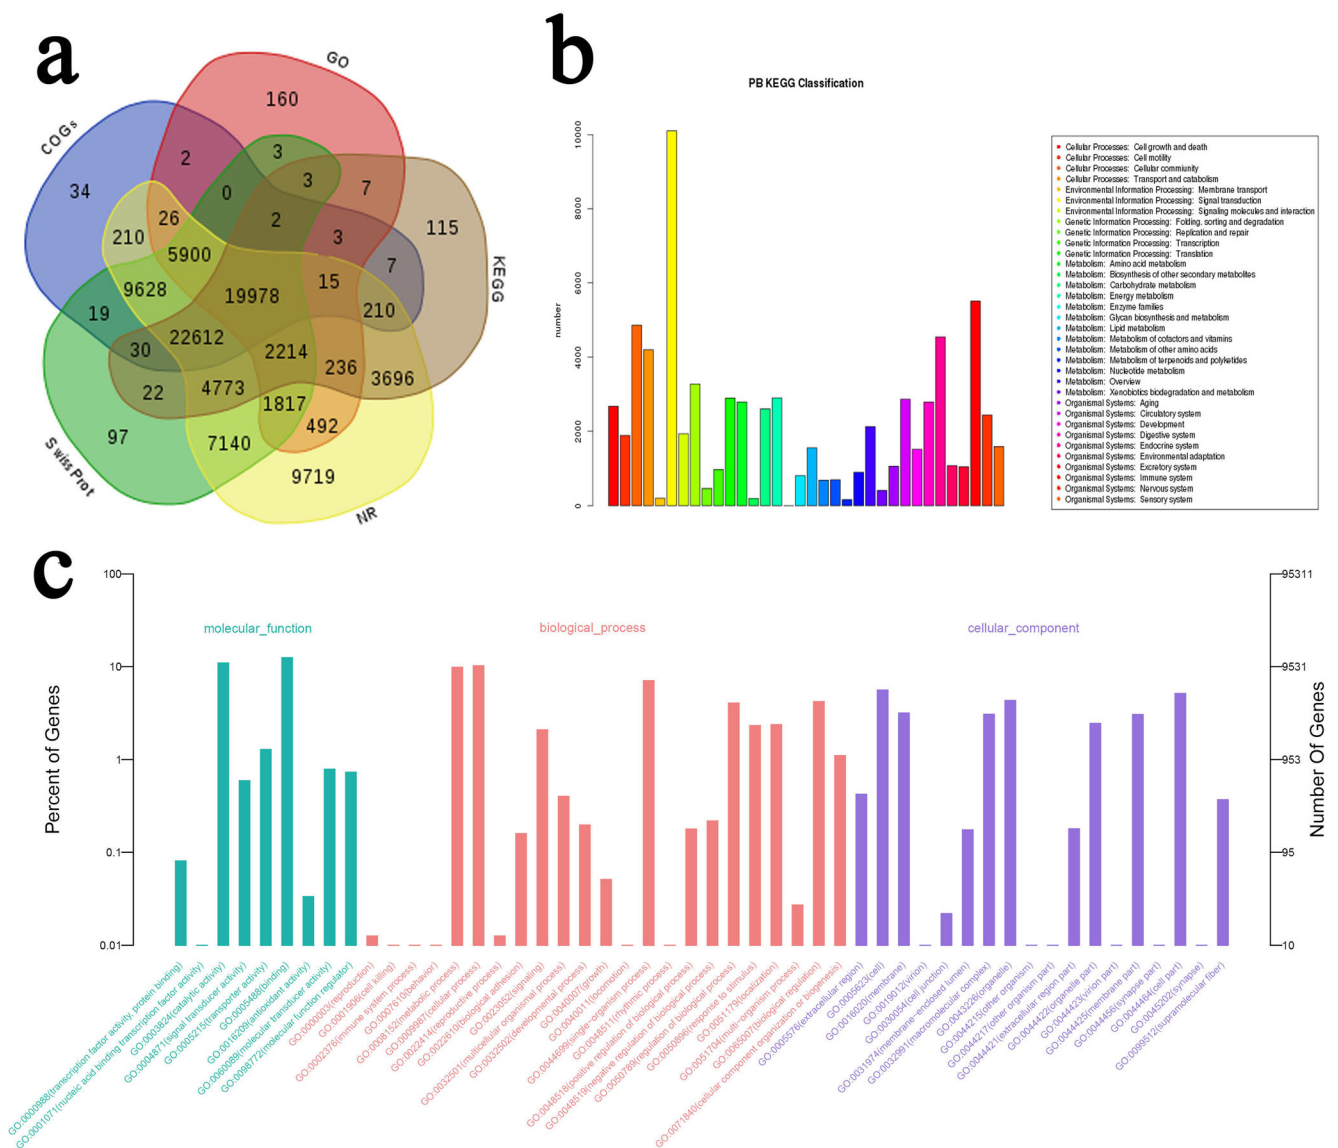 a
GO
160
COGs
2
3
3
7
34
0
115
26
2
3
210
5900
7
KEGG
15
9628
19978
210
19
22612
30
2214
236
3696
22
4773
1817
97
7140
492
9719
Swiss Prot
NR
b
PB KEGG Classification
number
10000
8000
6000
4000
2000
0
Cellular Processes: Cell growth and death
Cellular Processes: Cell motility
Cellular Processes: Cellular commiunity
Cellular Processes: Transport and catabolism
Environmental Information Processing: Membrane transport
Environmental Information Processing: Signal transduction
Environmental Information Processing: Signaling molecules and interaction
Genetic Information Processing: Folding, sorting and degradation
Genetic Information Processing: Replication and repair
Genetic Information Processing: Transcription
Genetic Information Processing: Translation
Metabolism: Amino acid metabolism
Metabolism: Biosynthesis of other secondary metabolites
Metabolism: Carbohydrate metabolism
Metabolism: Energy metabolism
Metabolism: Enzyme families
Metabolism: Glycan biosynthesis and metabolism
Metabolism: Lipid metabolism
Metabolism: Metabolism of cofactors and vitamins
Metabolism: Metabolism of other amino acids
Metabolism: Metabolism of terpenoids and polyketides
Metabolism: Nucleotide metabolism
Metabolism: Overview
Metabolism: Xenobiotics biodegradation and metabolism
Organismal Systems: Aging
Organismal Systems: Circulatory system
Organismal Systems: Development
Organismal Systems: Digestive system
Organismal Systems: Endocrine system
Organismal Systems: Environmental adaptation
Organismal Systems: Excretory system
Organismal Systems: Immune system
Organismal Systems: Nervous system
Organismal Systems: Sensory system
c
Percent of Genes
100
10
1
0.1
0.01
molecular_function
biological_process
cellular_component
95311
9531
953
95
10
Number Of Genes
GO:0000988(transcription factor activity, protein binding)
GO:0001071(nucleic acid binding transcription factor activity)
GO:0003824(catalytic activity)
GO:0004871(signal transducer activity)
GO:0005215(transporter activity)
GO:0005488(binding)
GO:0016209(antioxidant activity)
GO:0060089(molecular transducer activity)
GO:0098772(molecular function regulator)
GO:0000003(reproduction)
GO:0001906(cell killing)
GO:0002376(immune system process)
GO:0007610(behavior)
GO:0008152(metabolic process)
GO:0009987(cellular process)
GO:0022414(reproductive process)
GO:0022610(biological adhesion)
GO:0023052(signaling)
GO:0032501(multicellular organismal process)
GO:0032502(developmental process)
GO:0040007(growth)
GO:0040011(locomotion)
GO:0044699(single-organism process)
GO:0048511(rhythmic process)
GO:0048518(positive regulation of biological process)
GO:0048519(negative regulation of biological process)
GO:0050789(regulation of biological process)
GO:0050896(response to stimulus)
GO:0051179(localization)
GO:0051704(multi-organism process)
GO:0065007(biological regulation)
GO:0071840(cellular component organization or biogenesis)
GO:0005576(extracellular region)
GO:0005623(cell)
GO:0016020(membrane)
GO:0019012(virion)
GO:0030054(cell junction)
GO:0031974(membrane-enclosed lumen)
GO:0032991(macromolecular complex)
GO:0043226(organelle)
GO:0044215(other organism)
GO:0044217(other organism part)
GO:0044421(extracellular region part)
GO:0044422(organelle part)
GO:0044423(virion part)
GO:0044425(membrane part)
GO:0044456(synapse part)
GO:0044464(cell part)
GO:0045202(synapse)
GO:0099512(supramolecular fiber)